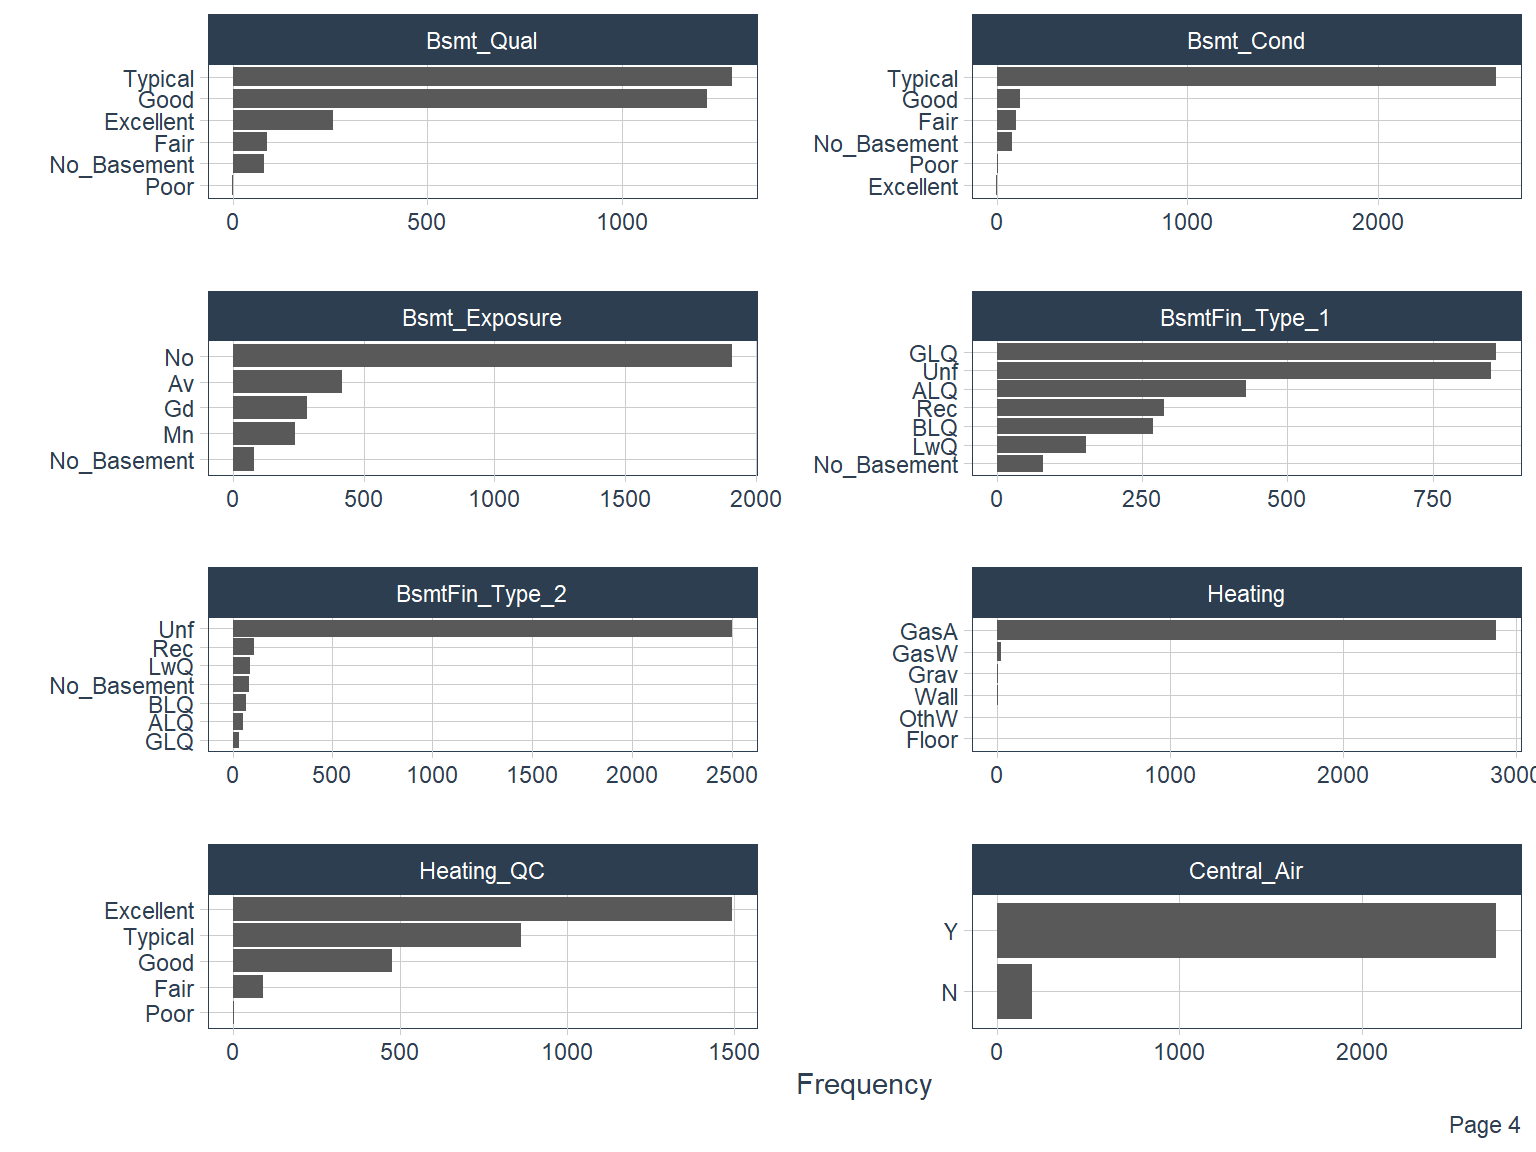 Bsmt_Qual
Typical
Good
Excellent
Fair
No_Basement
Poor
0 500 1000
Bsmt_Cond
Typical
Good
Fair
No_Basement
Poor
Excellent
0 1000 2000
Bsmt_Exposure
No
Av
Gd
Mn
No_Basement
0 500 1000 1500 2000
BsmtFin_Type_1
GLQ
Unf
ALQ
Rec
BLQ
LwQ
No_Basement
0 250 500 750
BsmtFin_Type_2
Unf
Rec
LwQ
No_Basement
BLQ
ALQ
GLQ
0 500 1000 1500 2000 2500
Heating
GasA
GasW
Grav
Wall
OthW
Floor
0 1000 2000 3000
Heating_QC
Excellent
Typical
Good
Fair
Poor
0 500 1000 1500
Central_Air
Y
N
0 1000 2000
Frequency
Page 4